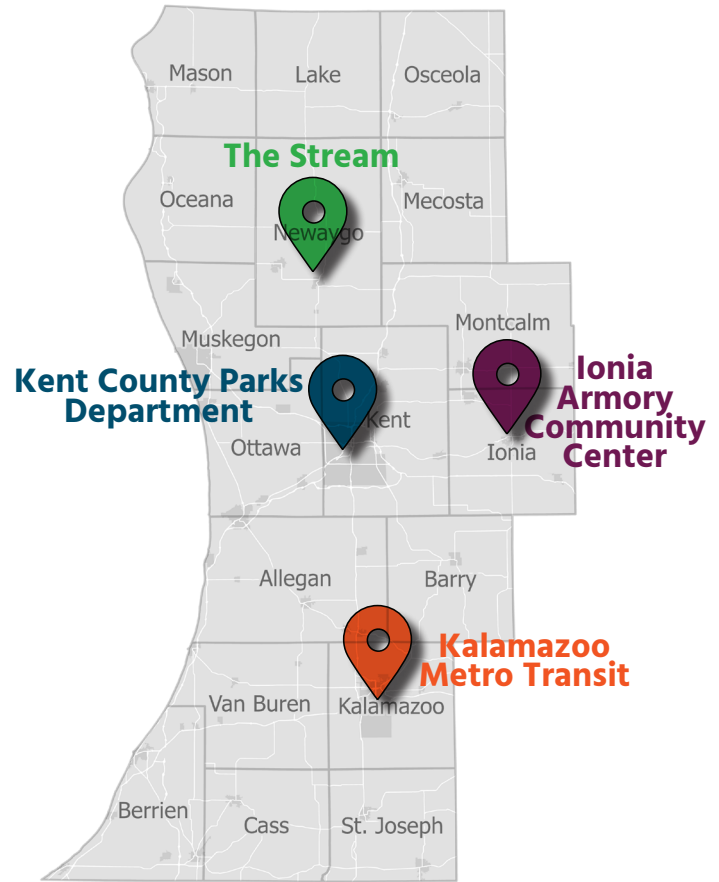 Mason
Lake
Osceola
The Stream
Oceana
Mecosta
Newaygo
Montcalm
Muskegon
Kent County Parks
Department
Ionia
Armory
Community
Center
Kent
Ottawa
Ionia
Allegan
Barry
Kalamazoo
Metro Transit
Van Buren
Kalamazoo
Berrien
Cass
St. Joseph